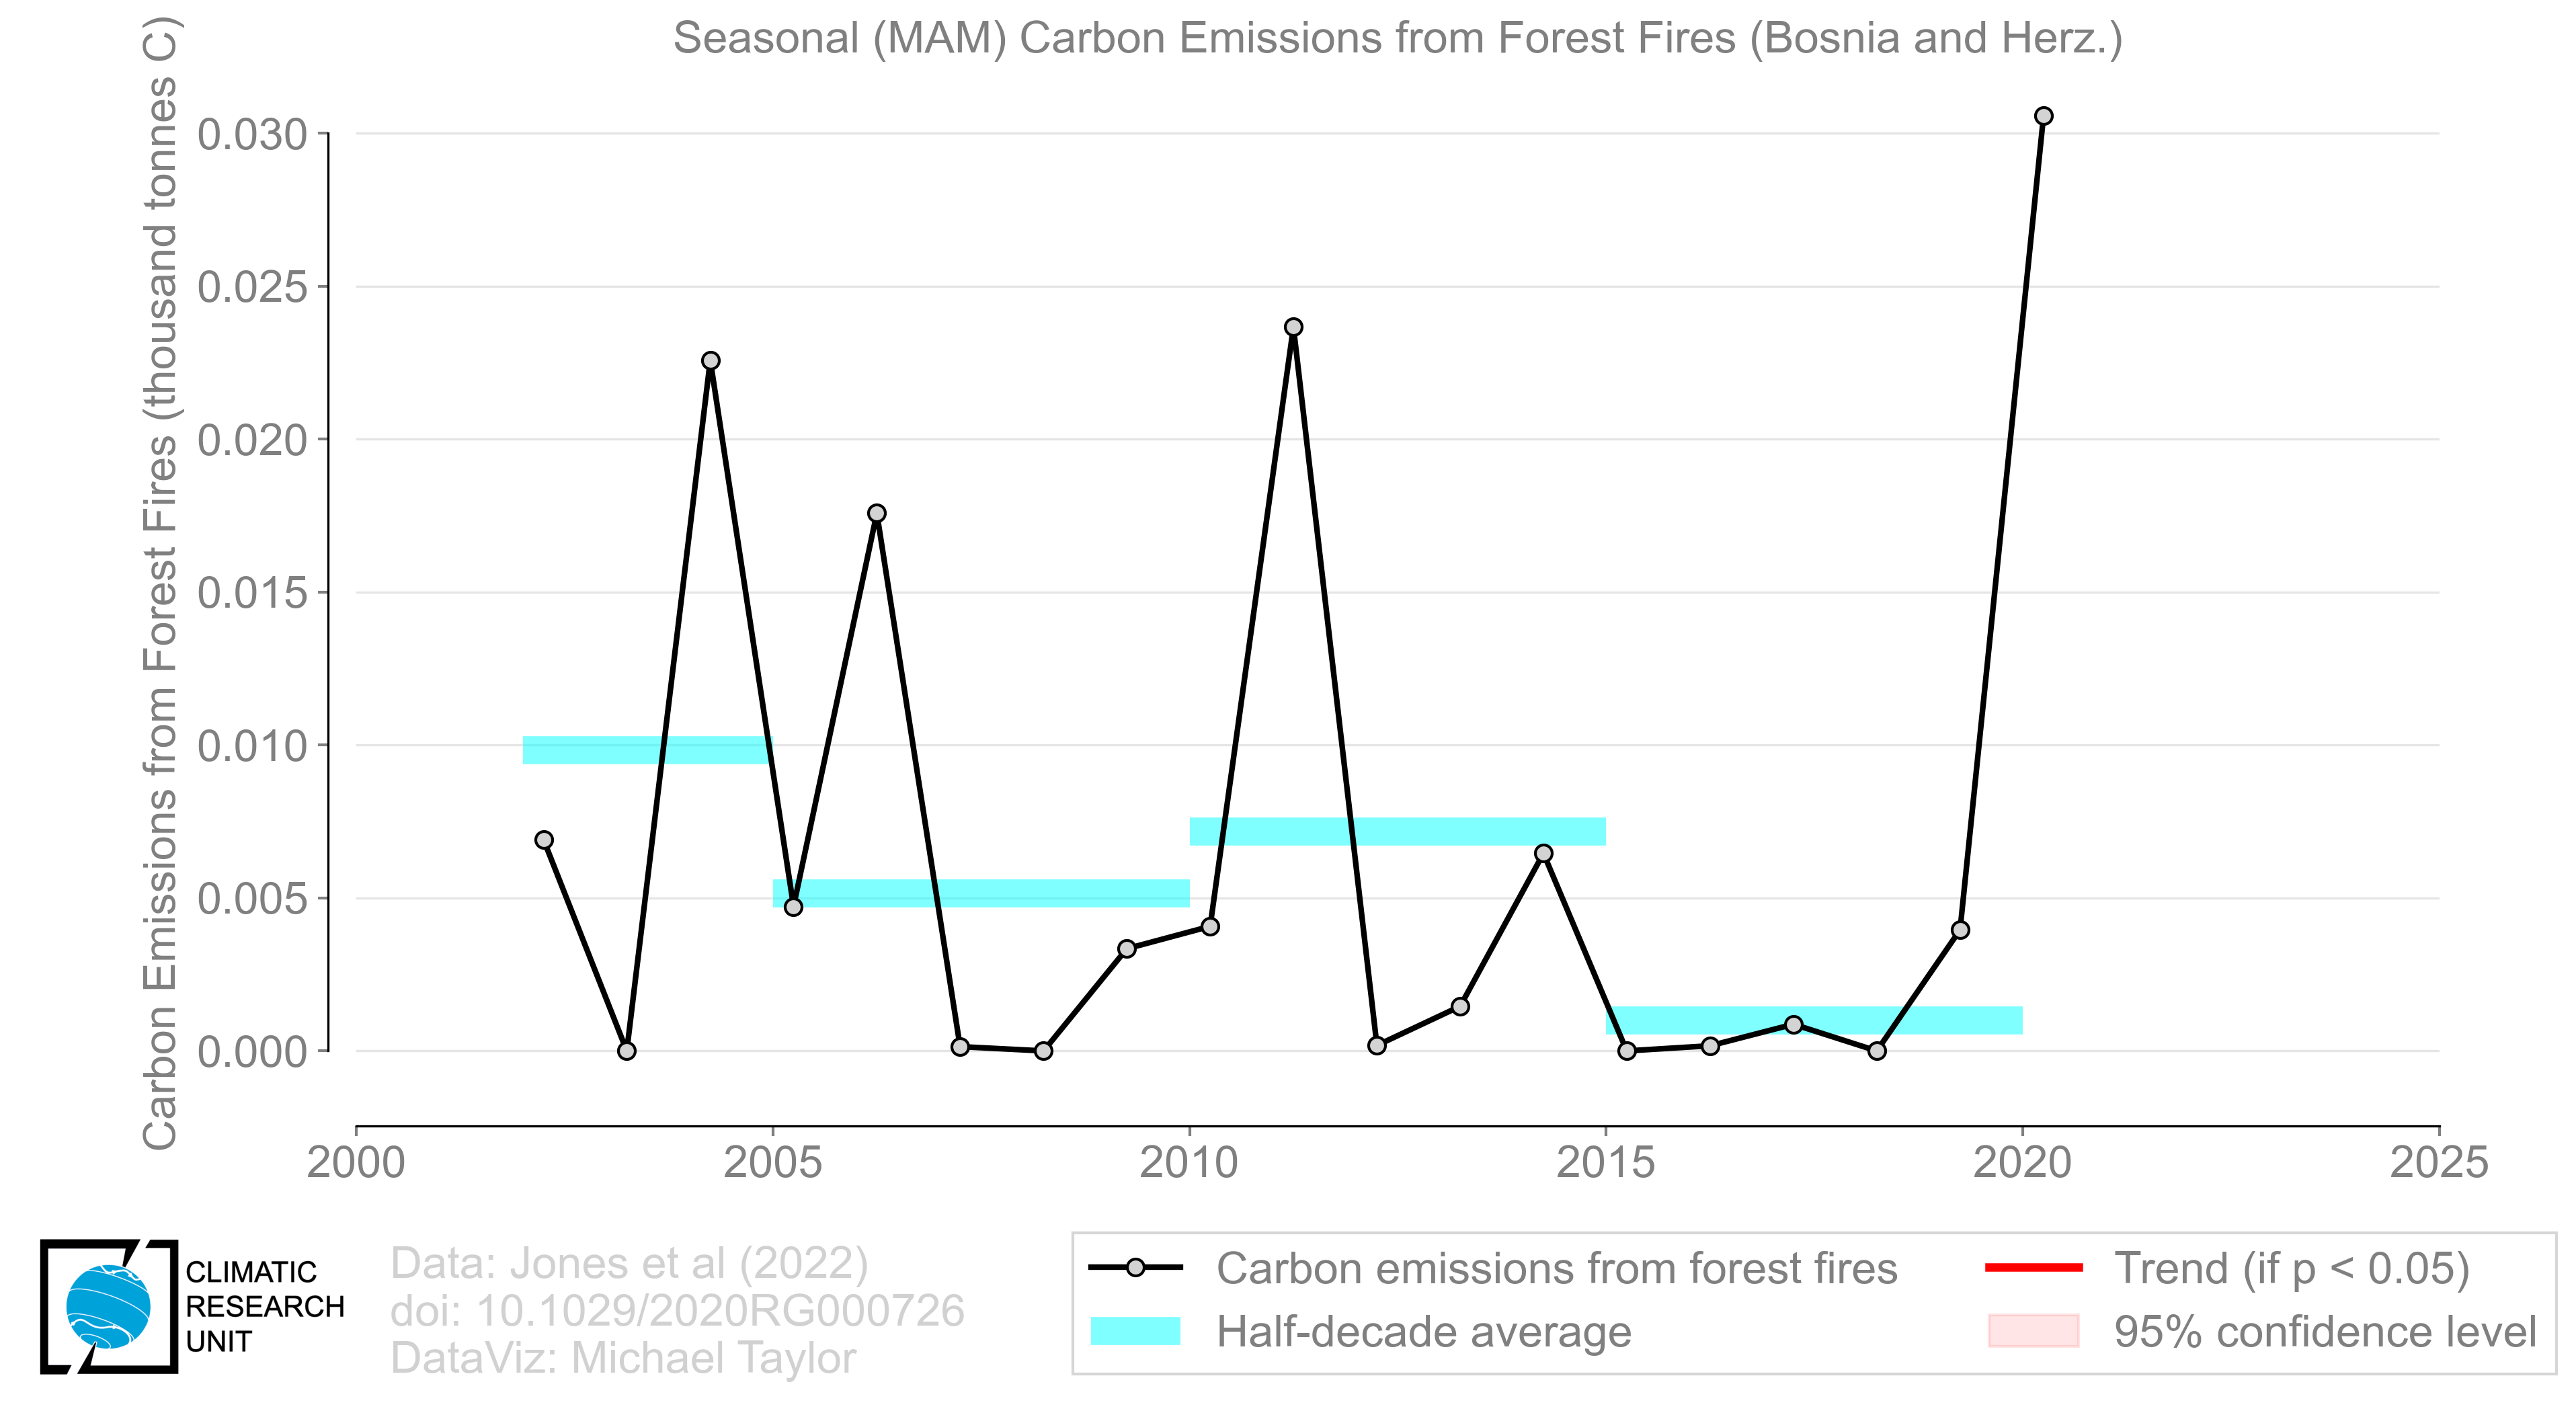 Seasonal (MAM) Carbon Emissions from Forest Fires (Bosnia and Herz.)
Carbon Emissions from Forest Fires (thousand tonnes C)
0.030
0.025
0.020
0.015
0.010
0.005
0.000
2000 2005 2010 2015 2020 2025
CLIMATIC
RESEARCH
UNIT
Data: Jones et al (2022)
doi: 10.1029/2020RG000726
DataViz: Michael Taylor
Carbon emissions from forest fires
Half-decade average
Trend (if p < 0.05)
95% confidence level